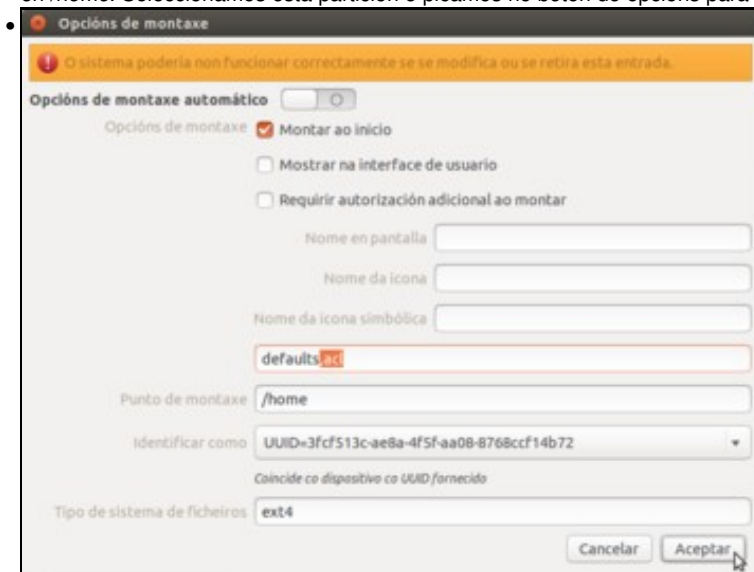 en /home. Seleccionamos esta partición e picamos no botón de opcións para
Opcións de montaxe
O sistema podería non funcionar correctamente se se modifica ou se retira esta entrada.
Opcións de montaxe automático
Opcións de montaxe Montar ao inicio
Mostrar na interface de usuario
Requirir autorización adicional ao montar
Nome en pantalla
Nome da icona
Nome da icona simbólica
defaults,acl
Punto de montaxe /home
Identificar como UUID=3fcf513c-ae8a-4f5f-aa08-8768ccf14b72
Coincide co dispositivo co UUID fornecido
Tipo de sistema de ficheiros ext4
Cancelar Aceptar